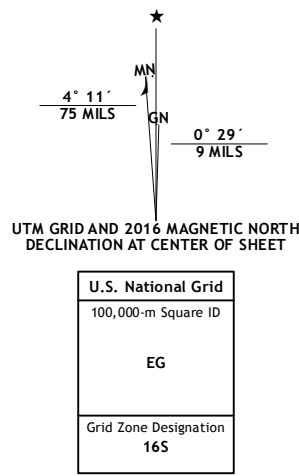 ★
MN
4° 11´
75 MILS
GN
0° 29´
9 MILS
UTM GRID AND 2016 MAGNETIC NORTH
DECLINATION AT CENTER OF SHEET
U.S. National Grid
100,000-m Square ID
EG
Grid Zone Designation
16S